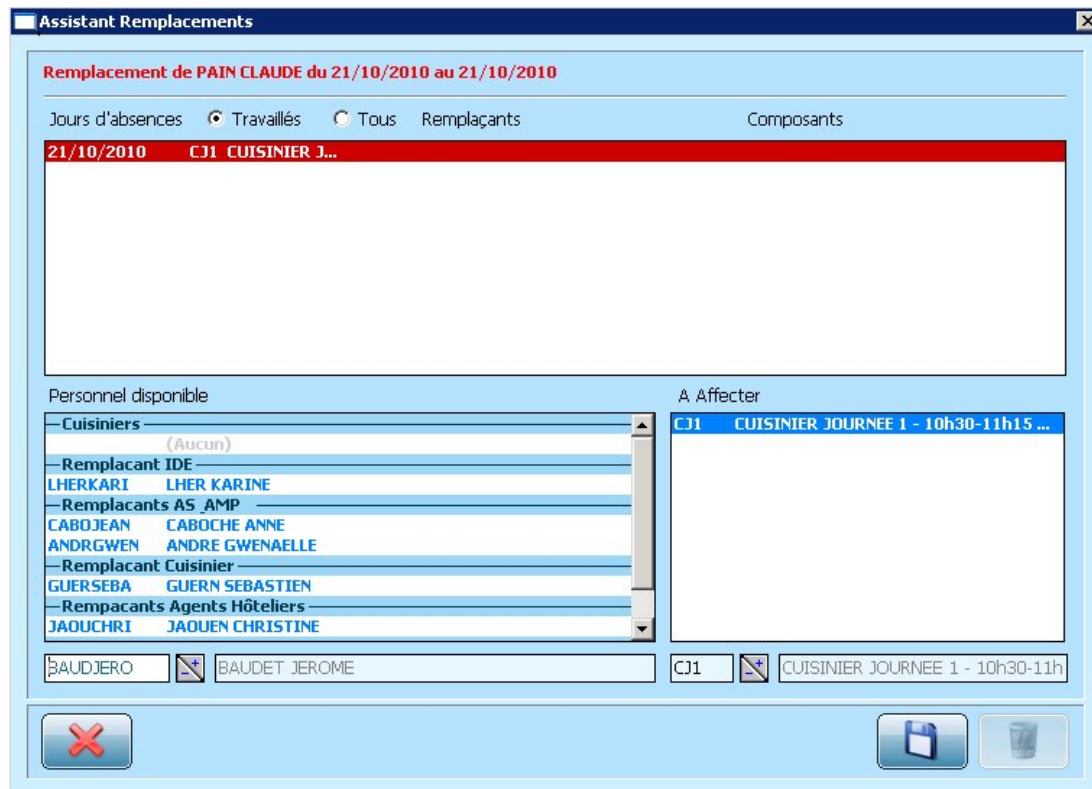 Assistant Remplacements
Remplacement de PAIN CLAUDE du 21/10/2010 au 21/10/2010
Jours d'absences Travaillés Tous Remplaçants Composants
21/10/2010 CJ1 CUISINIER J...
Personnel disponible A Affecter
Cuisiniers
(Aucun)
Remplacant IDE
LHERKARI LHER KARINE
Remplacants AS_AMP
CABOJEAN CABOCHE ANNE
ANDRGWEN ANDRE GWENAELLE
Remplacant Cuisinier
GUERSEBA GUERN SEBASTIEN
Rempacants Agents Hôteliers
JAOUCHRI JAOUEN CHRISTINE
CJ1 CUISINIER JOURNEE 1 - 10h30-11h15 ...
BAUDJERO BAUDET JEROME
CJ1 CUISINIER JOURNEE 1 - 10h30-11h